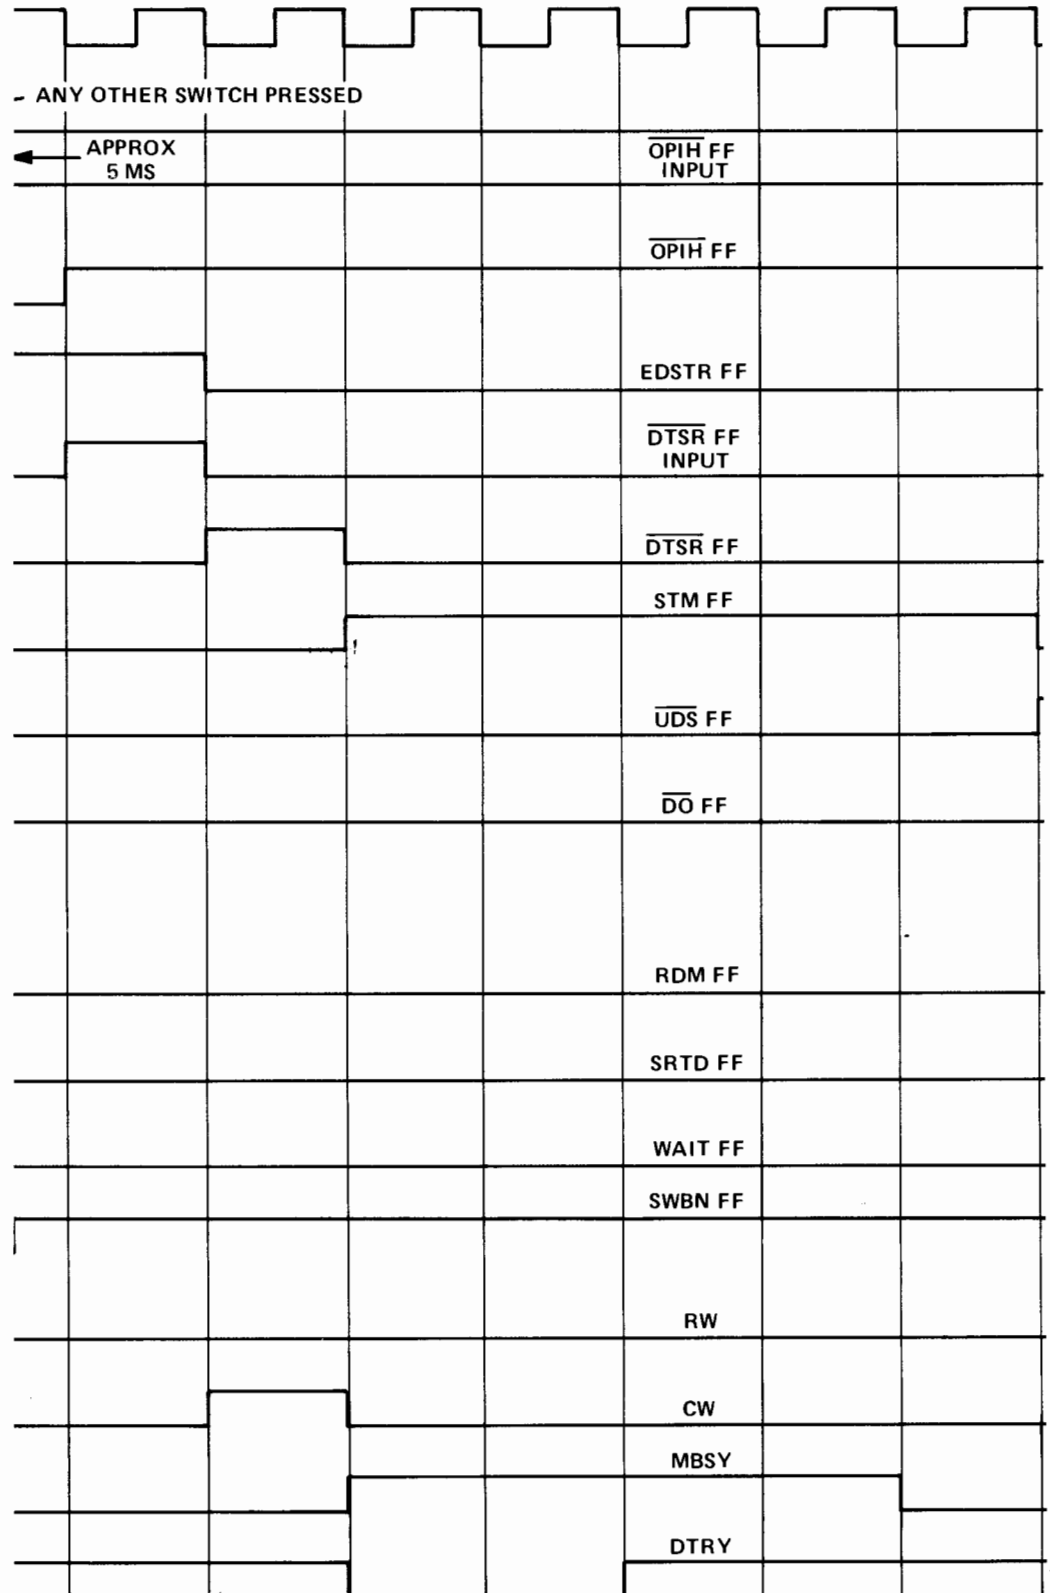 ANY OTHER SWITCH PRESSED
APPROX
5 MS
OPIH FF
INPUT
OPIH FF
EDSTR FF
DTSR FF
INPUT
DTSR FF
STM FF
UDS FF
DO FF
RDM FF
SRTD FF
WAIT FF
SWBN FF
RW
CW
MBSY
DTRY